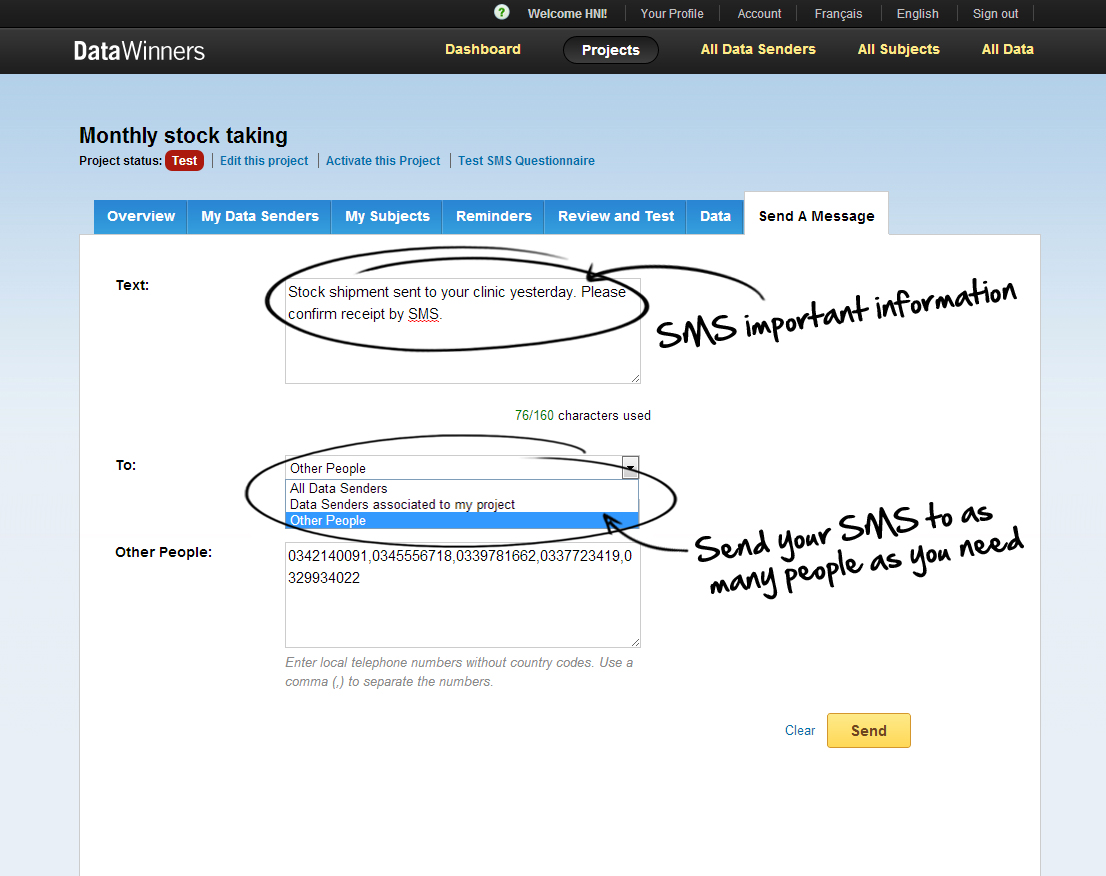 ? Welcome HNI! Your Profile Account Français English Sign out
DataWinners Dashboard Projects All Data Senders All Subjects All Data
Monthly stock taking
Project status: Test Edit this project Activate this Project Test SMS Questionnaire
Overview My Data Senders My Subjects Reminders Review and Test Data Send A Message
Text:
Stock shipment sent to your clinic yesterday. Please
confirm receipt by SMS.
SMS important information
76/160 characters used
To:
Other People
All Data Senders
Data Senders associated to my project
Other People
Send your SMS to as
many people as you need
Other People:
0342140091,0345556718,0339781662,0337723419,0
329934022
Enter local telephone numbers without country codes. Use a
comma (,) to separate the numbers.
Clear Send